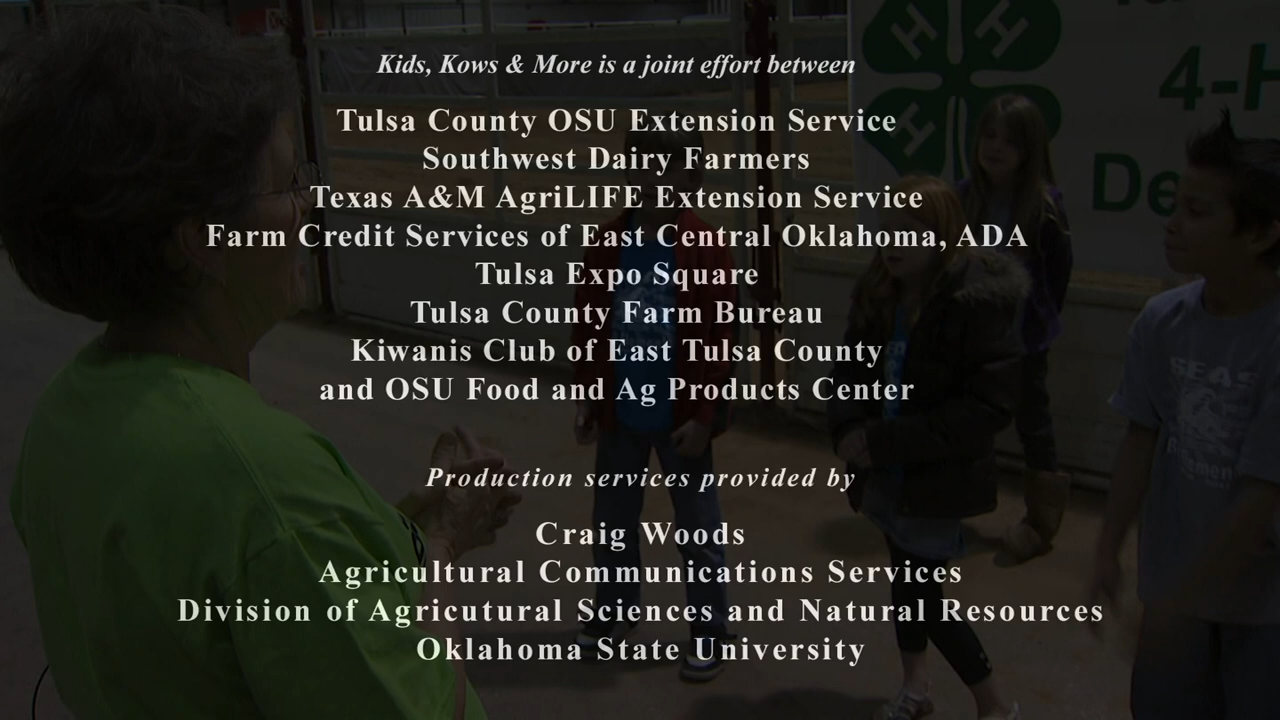 Kids, Kows & More is a joint effort between
Tulsa County OSU Extension Service
Southwest Dairy Farmers
Texas A&M AgriLIFE Extension Service
Farm Credit Services of East Central Oklahoma, ADA
Tulsa Expo Square
Tulsa County Farm Bureau
Kiwanis Club of East Tulsa County
and OSU Food and Ag Products Center
Production services provided by
Craig Woods
Agricultural Communications Services
Division of Agricutural Sciences and Natural Resources
Oklahoma State University
H H
H
4-H
SEAS